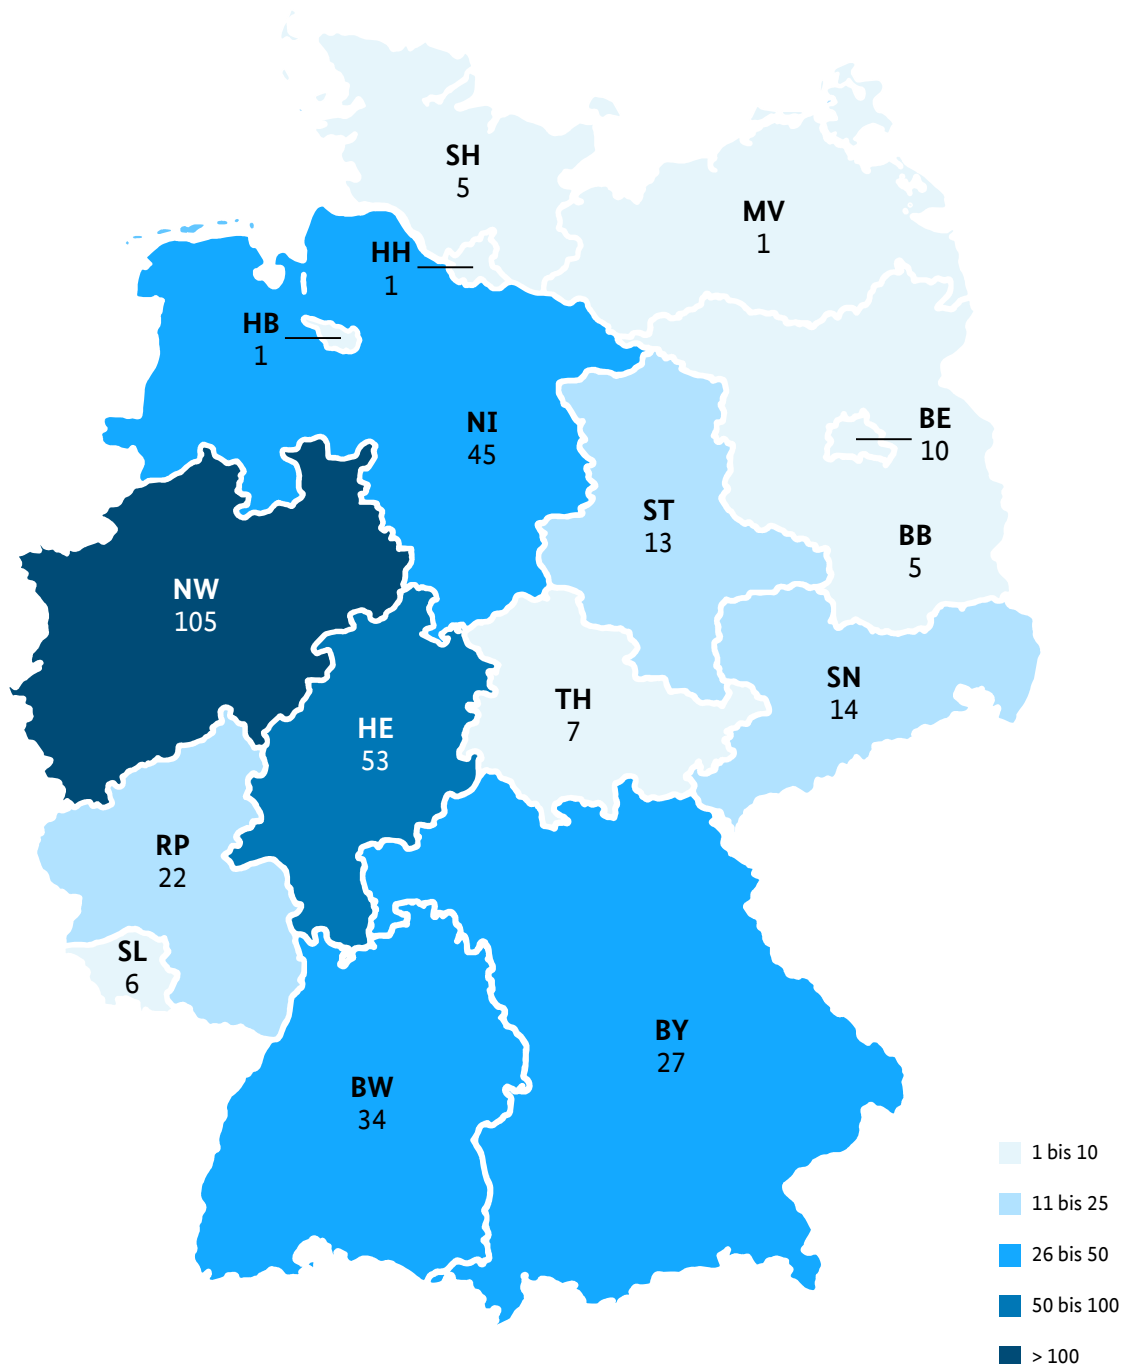 SH
5
MV
1
HH
1
HB
1
NI
45
BE
10
ST
13
BB
5
NW
105
SN
14
TH
7
HE
53
RP
22
SL
6
BY
27
BW
34
1 bis 10
11 bis 25
26 bis 50
50 bis 100
> 100